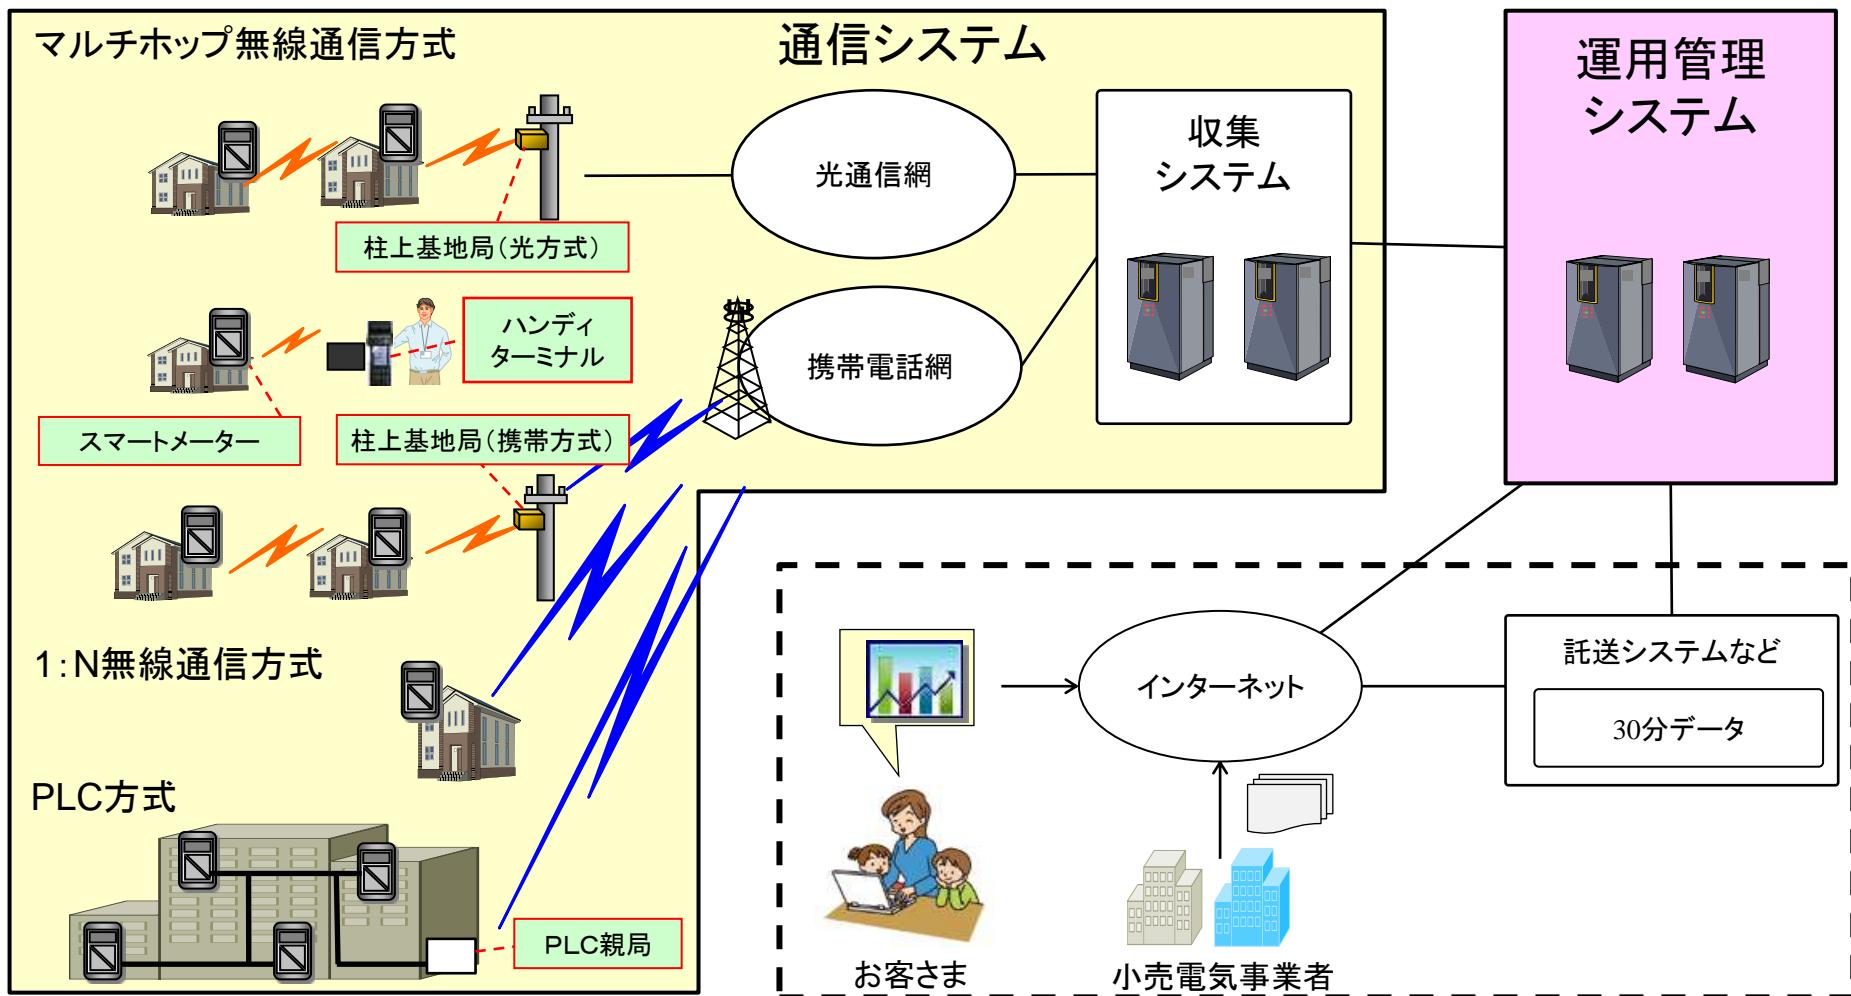 マルチホップ無線通信方式
通信システム
運用管理
システム
収集
システム
光通信網
柱上基地局(光方式)
ハンディ
ターミナル
携帯電話網
スマートメーター
柱上基地局(携帯方式)
1:N無線通信方式
インターネット
託送システムなど
30分データ
PLC方式
PLC親局
お客さま
小売電気事業者